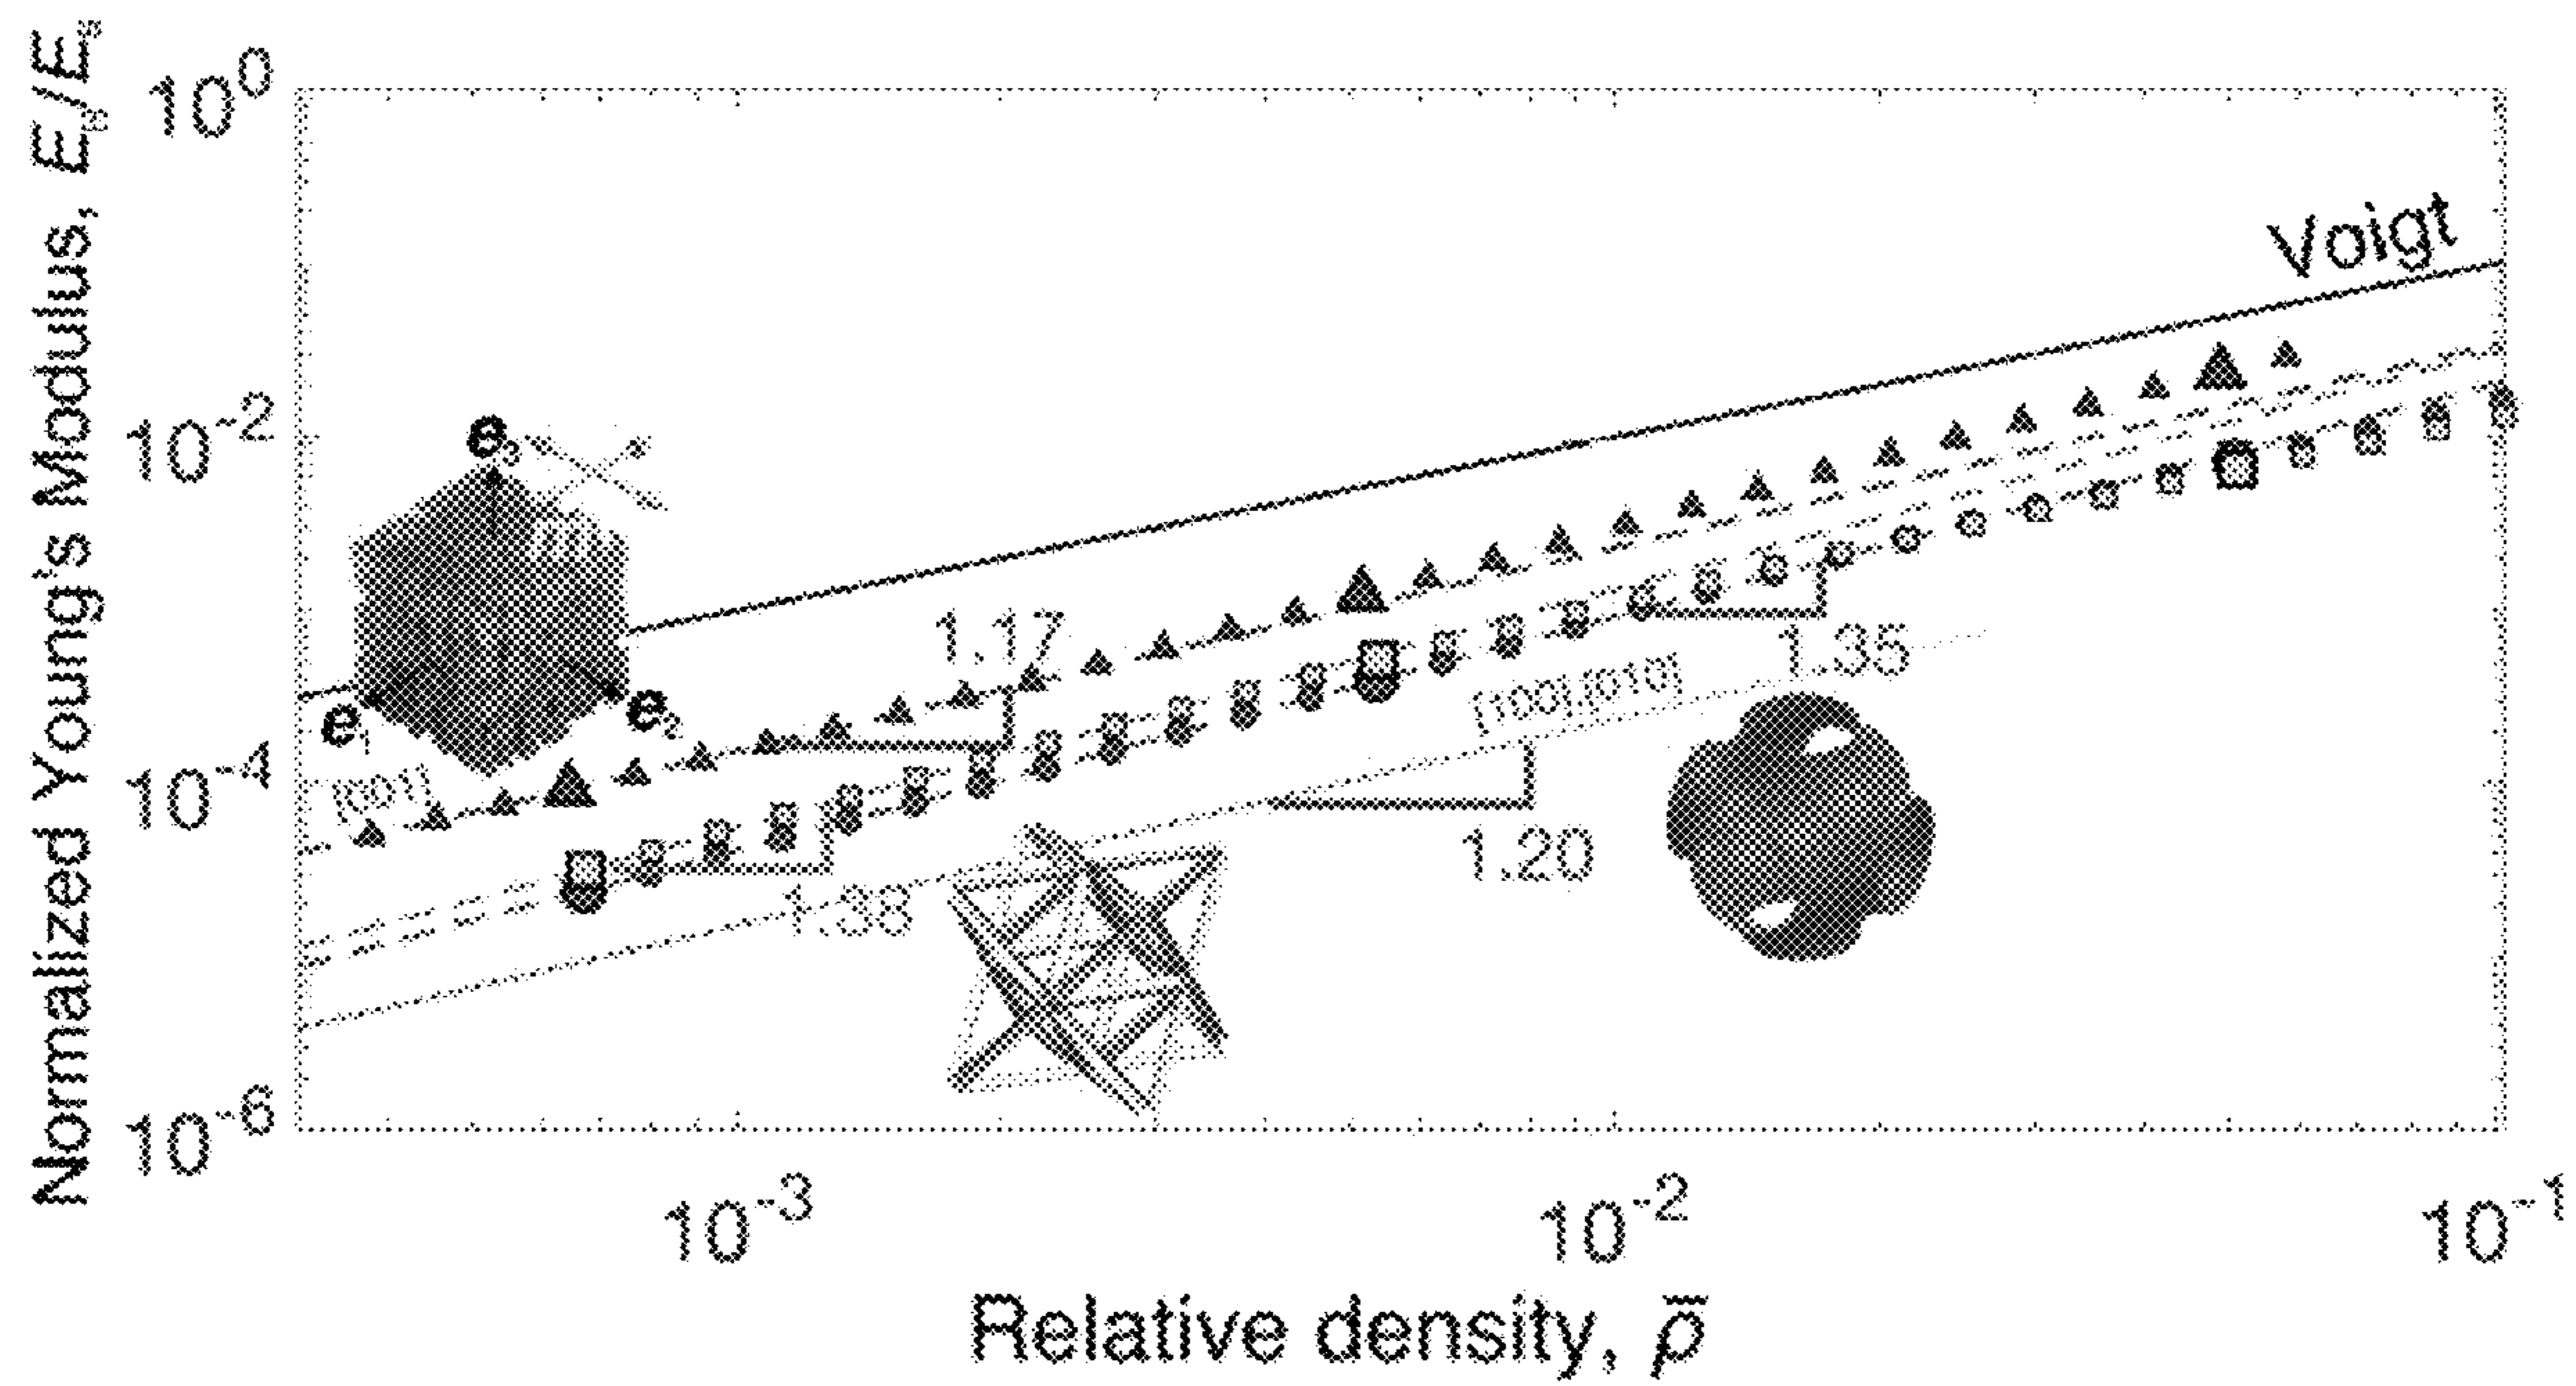 Normalized Young's Modulus, E
10⁰
10⁻²
10⁻⁴
10⁻⁶
Voigt
e₃
e₁
e₂
[001]
1.17
1.35
[100],[010]
1.20
1.38
10⁻³
10⁻²
10⁻¹
Relative density, ρ̄